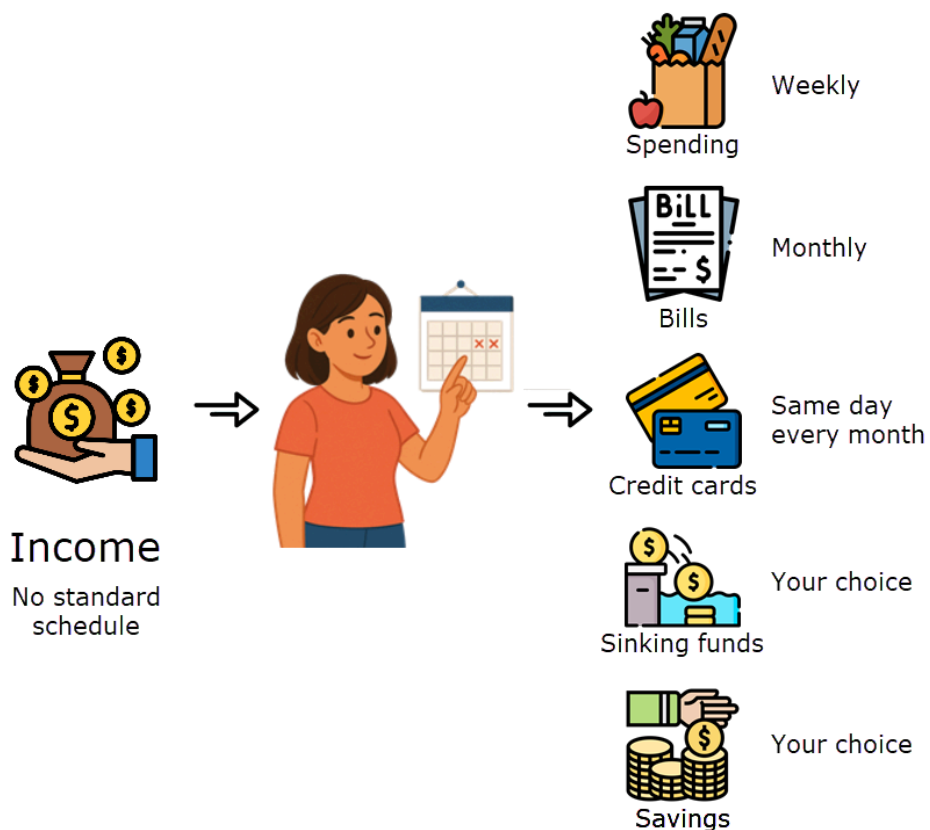 Income
No standard
schedule
Spending
Weekly
BiLL
$
Bills
Monthly
Credit cards
Same day
every month
$
$
Sinking funds
Your choice
$
Savings
Your choice
$
$
$
$